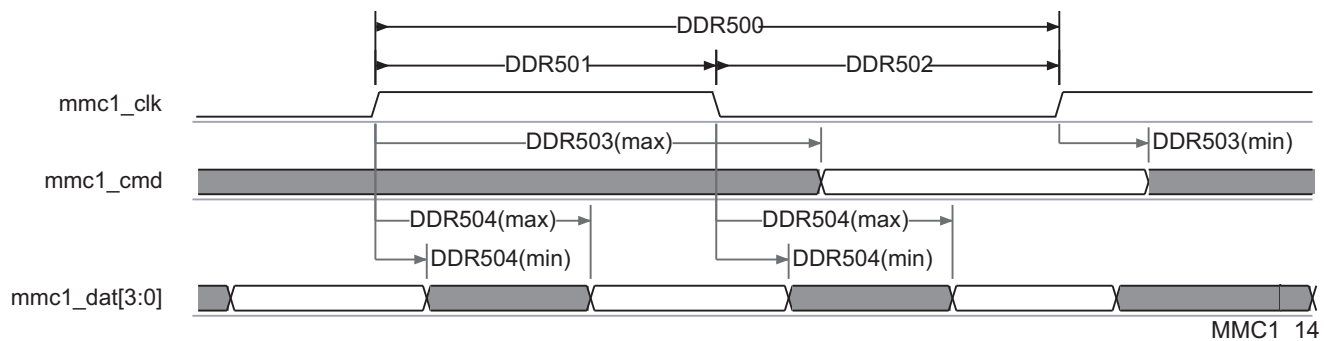 DDR500
DDR501 DDR502
mmc1_clk
DDR503(max) DDR503(min)
mmc1_cmd
DDR504(max) DDR504(max)
DDR504(min) DDR504(min)
mmc1_dat[3:0]
MMC1_14